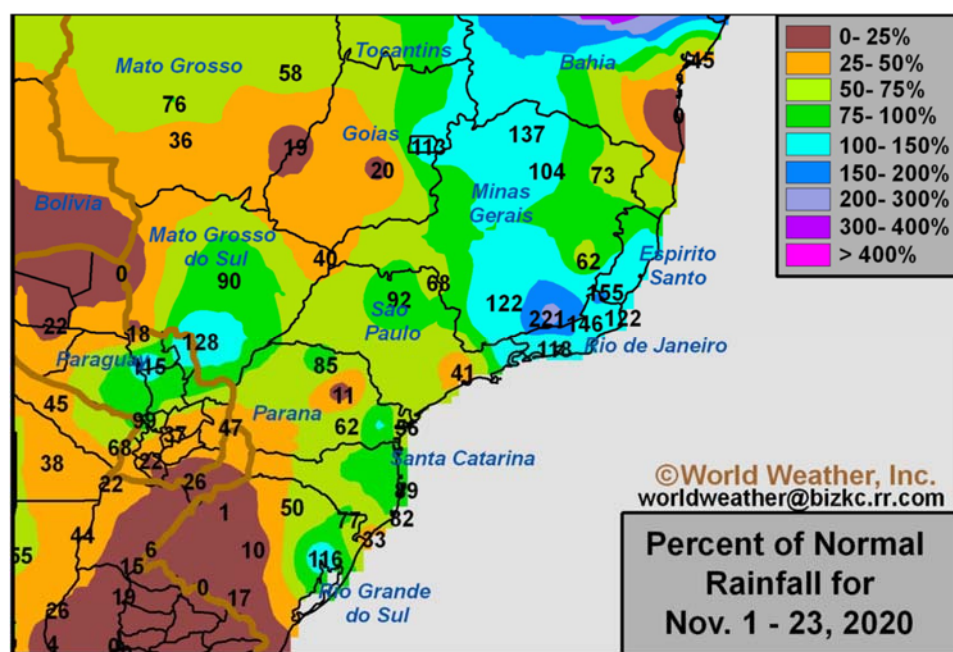 Tocantins
Bahia
Mato Grosso
58
45
76
0
36
Goias
19
113
137
20
104
73
Minas
Gerais
Bolivia
Mato Grosso
do Sul
40
0
90
62
Espirito
Santo
68
92
155
122
221
146
122
São
Paulo
22
18
128
118
Rio de Janeiro
Paraguay
115
85
41
45
11
Parana
99
37
47
62
68
38
22
22
26
Santa Catarina
50
1
77
82
44
33
55
6
10
116
15
19
0
17
Rio Grande
do Sul
26
4
0
0- 25%
25- 50%
50- 75%
75- 100%
100- 150%
150- 200%
200- 300%
300- 400%
> 400%
©World Weather, Inc.
worldweather@bizkc.rr.com
Percent of Normal
Rainfall for
Nov. 1 - 23, 2020